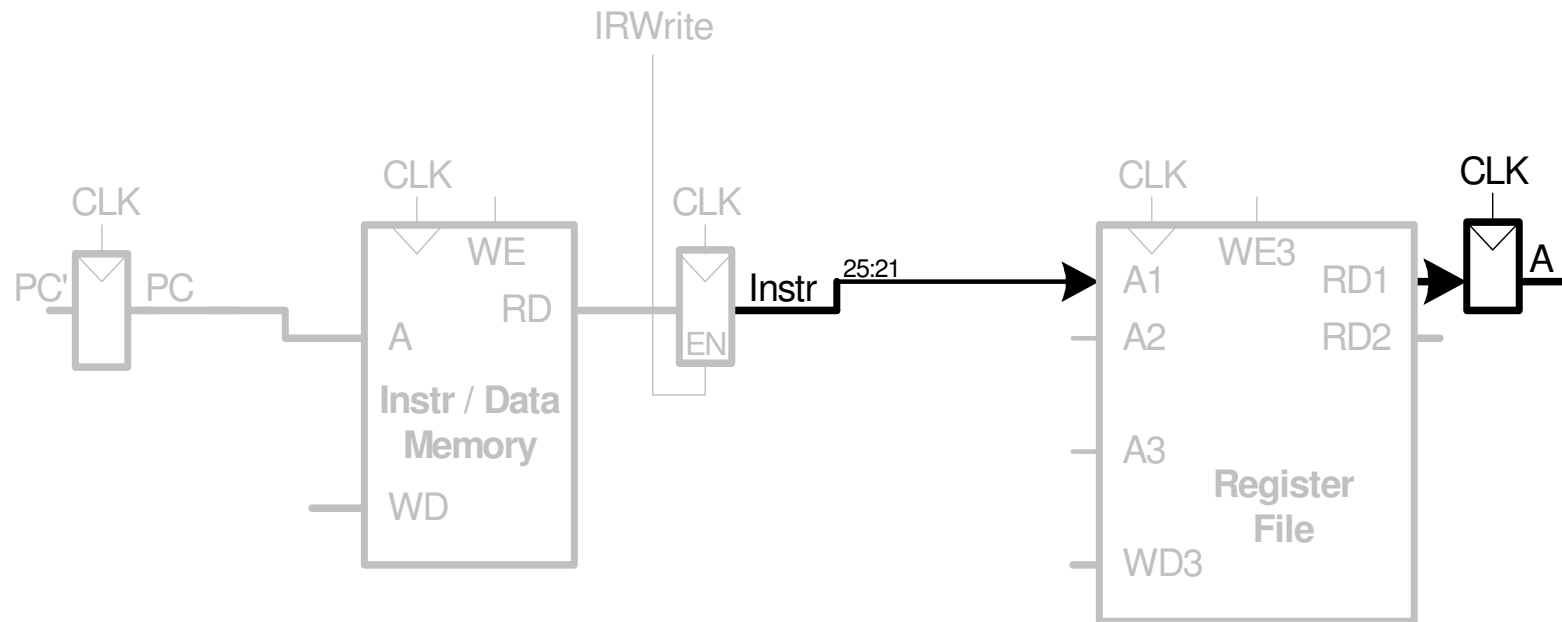 IRWrite
CLK
CLK
CLK
CLK
CLK
PC'
PC
WE
RD
A
Instr / Data
Memory
WD
EN
Instr
25:21
A1
WE3
RD1
A2
RD2
A3
Register
File
WD3
A